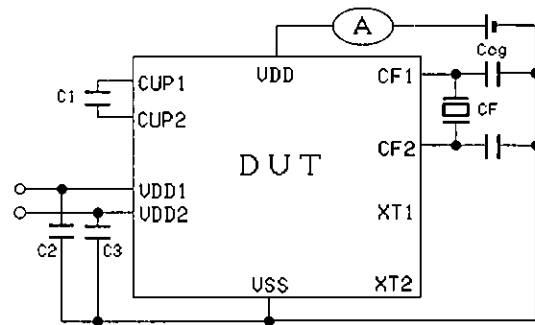 A
VDD
Ccg
CUP1
CF1
C1
CF
CUP2
CF2
DUT
VDD1
VDD2
XT1
C2
C3
VSS
XT2